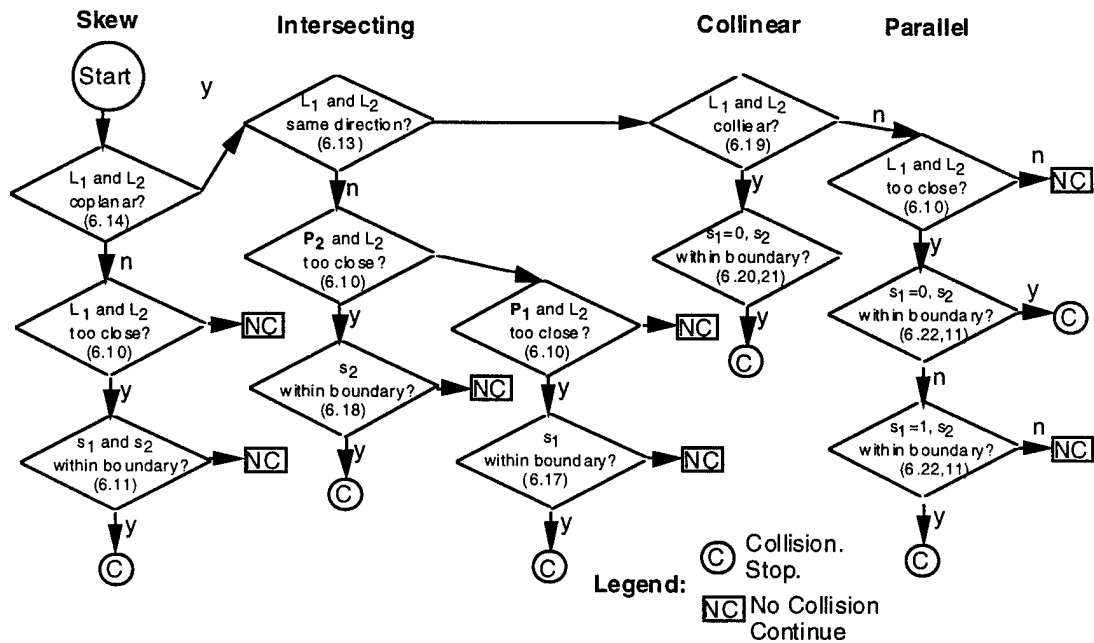 Skew
Intersecting
Collinear
Parallel
Start
y
L1 and L2
same direction?
(6.13)
L1 and L2
colliear?
(6.19)
n
L1 and L2
too close?
(6.10)
n
NC
L1 and L2
coplanar?
(6.14)
n
y
y
n
P2 and L2
too close?
(6.10)
s1=0, s2
within boundary?
(6.20,21)
s1=0, s2
within boundary?
(6.22,11)
y
C
L1 and L2
too close?
(6.10)
NC
y
P1 and L2
too close?
(6.10)
NC
y
C
n
y
s2
within boundary?
(6.18)
NC
y
s1=1, s2
within boundary?
(6.22,11)
n
NC
s1 and s2
within boundary?
(6.11)
NC
y
C
s1
within boundary?
(6.17)
NC
y
C
y
C
y
C
Legend:
C
Collision.
Stop.
NC
No Collision
Continue